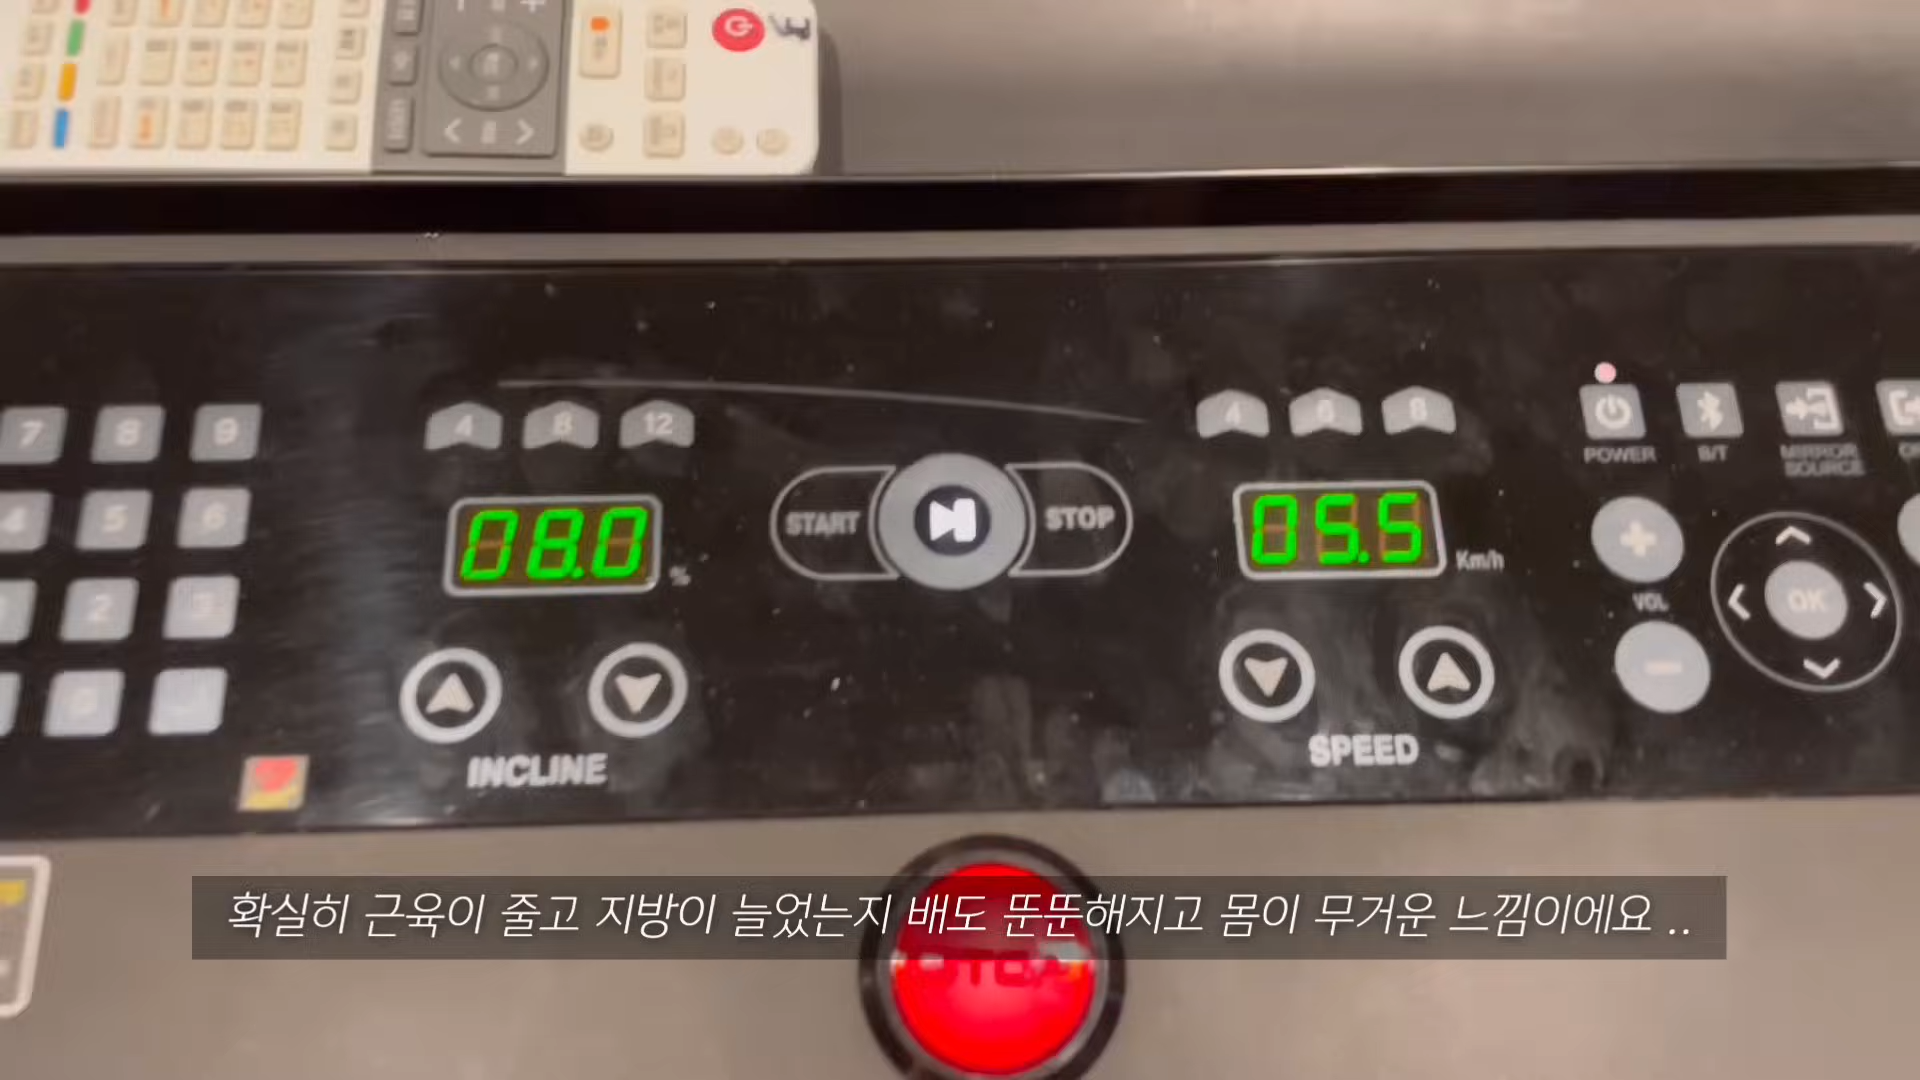 7 8 9
4 8 12
4 6 8
POWER
B/T
MIRROR
SOURCE
4 5 6
08.0
%
START
STOP
05.5
Km/h
2 3
VOL
OK
INCLINE
SPEED
확실히 근육이 줄고 지방이 늘었는지 배도 뚠뚠해지고 몸이 무거운 느낌이에요 ..